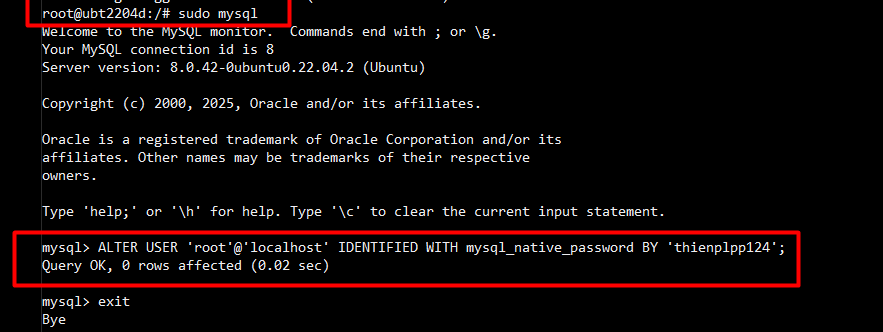 root@ubt2204d:/# sudo mysql
Welcome to the MySQL monitor.  Commands end with ; or \g.
Your MySQL connection id is 8
Server version: 8.0.42-0ubuntu0.22.04.2 (Ubuntu)
Copyright (c) 2000, 2025, Oracle and/or its affiliates.
Oracle is a registered trademark of Oracle Corporation and/or its
affiliates. Other names may be trademarks of their respective
owners.
Type 'help;' or '\h' for help. Type '\c' to clear the current input statement.
mysql> ALTER USER 'root'@'localhost' IDENTIFIED WITH mysql_native_password BY 'thienplpp124';
Query OK, 0 rows affected (0.02 sec)
mysql> exit
Bye